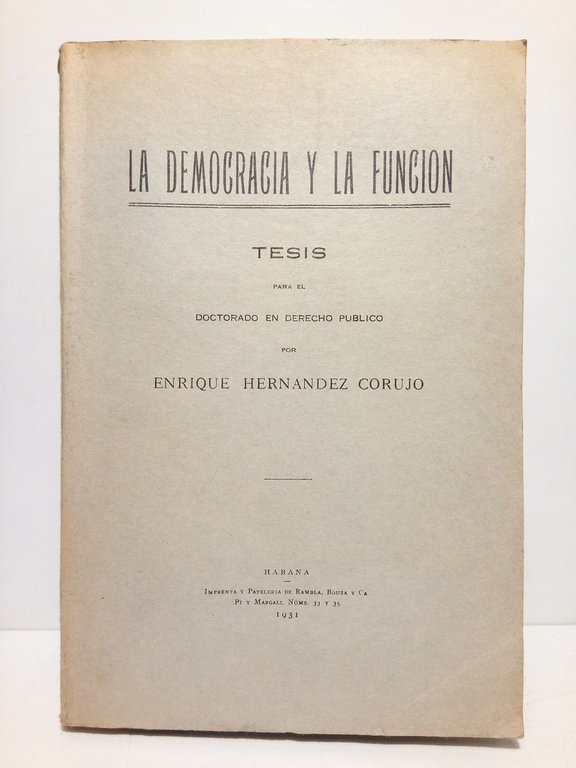 LA DEMOCRACIA Y LA FUNCION
TESIS
PARA EL
DOCTORADO EN DERECHO PUBLICO
POR
ENRIQUE HERNANDEZ CORUJO
HABANA
IMPRENTA Y PAPELERIA DE RAMBLA, BOUZA Y CA.
PI Y MARGALL NÚMS. 33 Y 35
1931